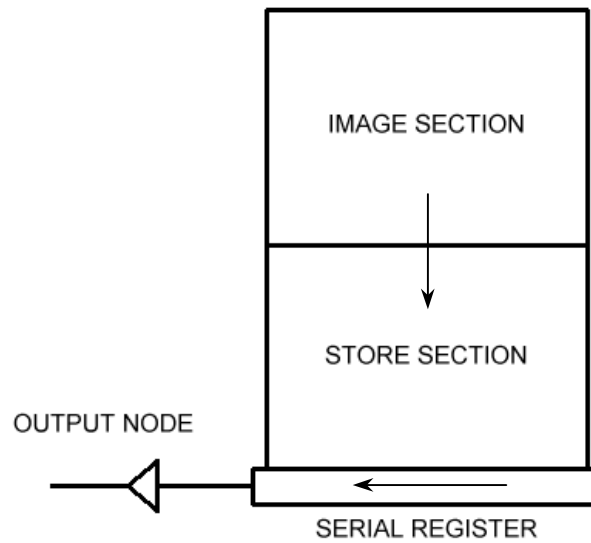 IMAGE SECTION
STORE SECTION
OUTPUT NODE
SERIAL REGISTER